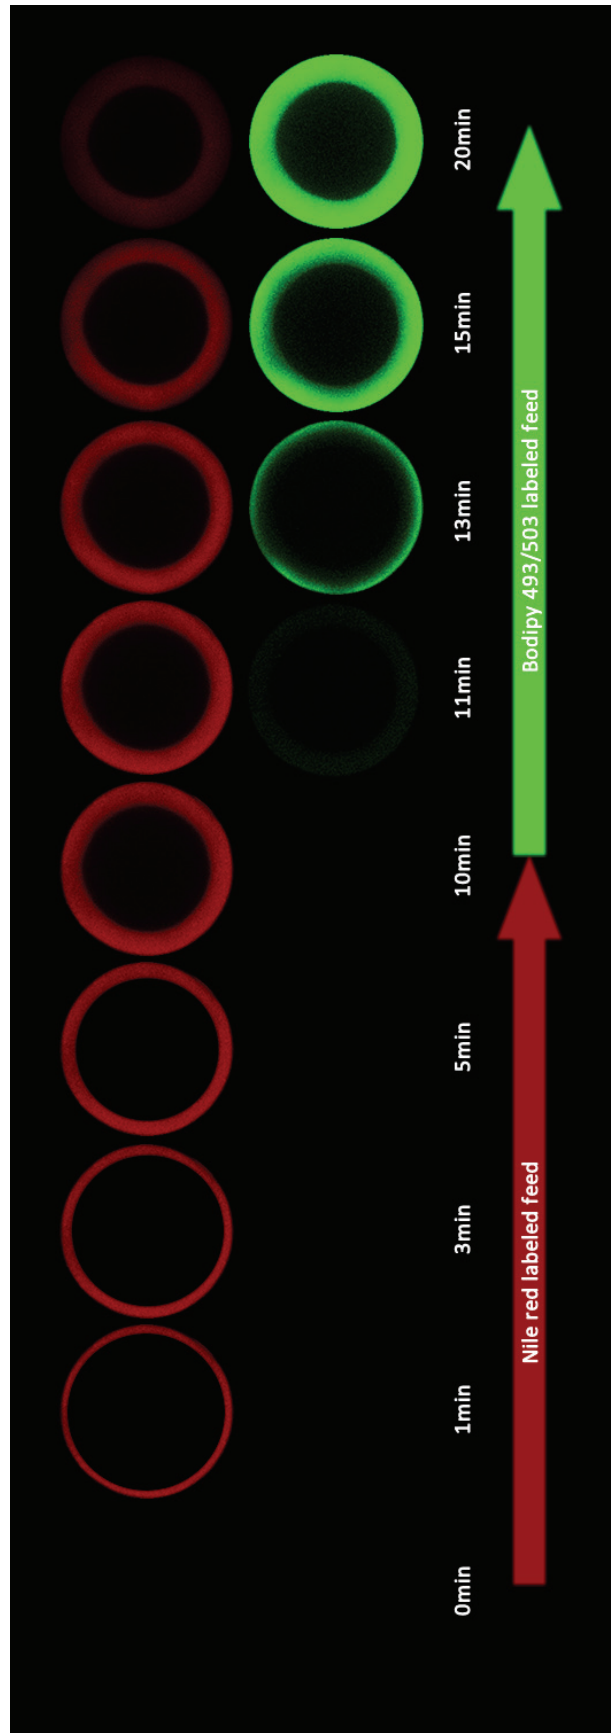 0min
1min
3min
5min
10min
11min
13min
15min
20min
Nile red labeled feed
Bodipy 493/503 labeled feed